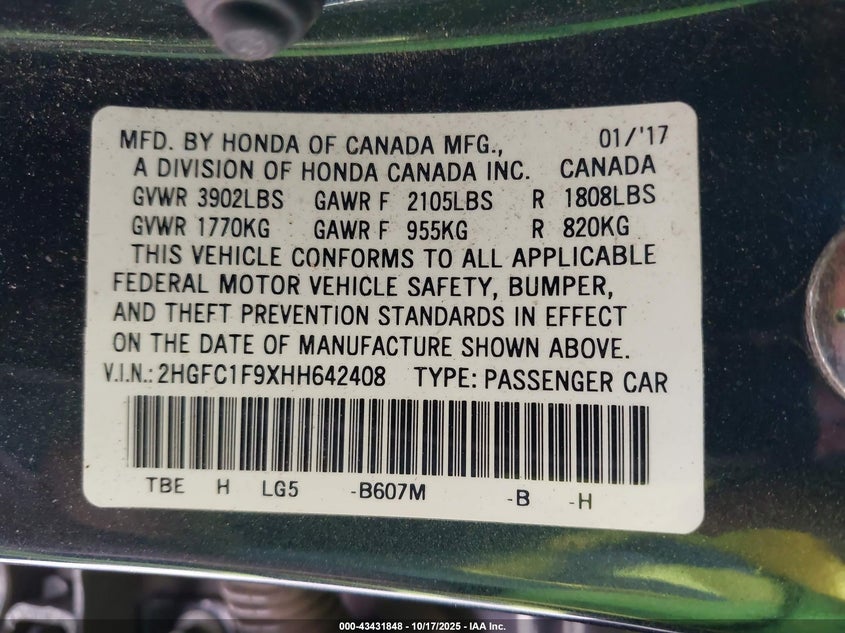 MFD. BY HONDA OF CANADA MFG., 01/'17
A DIVISION OF HONDA CANADA INC. CANADA
GVWR 3902LBS GAWR F 2105LBS R 1808LBS
GVWR 1770KG GAWR F 955KG R 820KG
THIS VEHICLE CONFORMS TO ALL APPLICABLE
FEDERAL MOTOR VEHICLE SAFETY, BUMPER,
AND THEFT PREVENTION STANDARDS IN EFFECT
ON THE DATE OF MANUFACTURE SHOWN ABOVE.
V.I.N.: 2HGFC1F9XHH642408 TYPE: PASSENGER CAR
TBE H LG5 -B607M -B -H
000-43431848 - 10/17/2025 - IAA Inc.